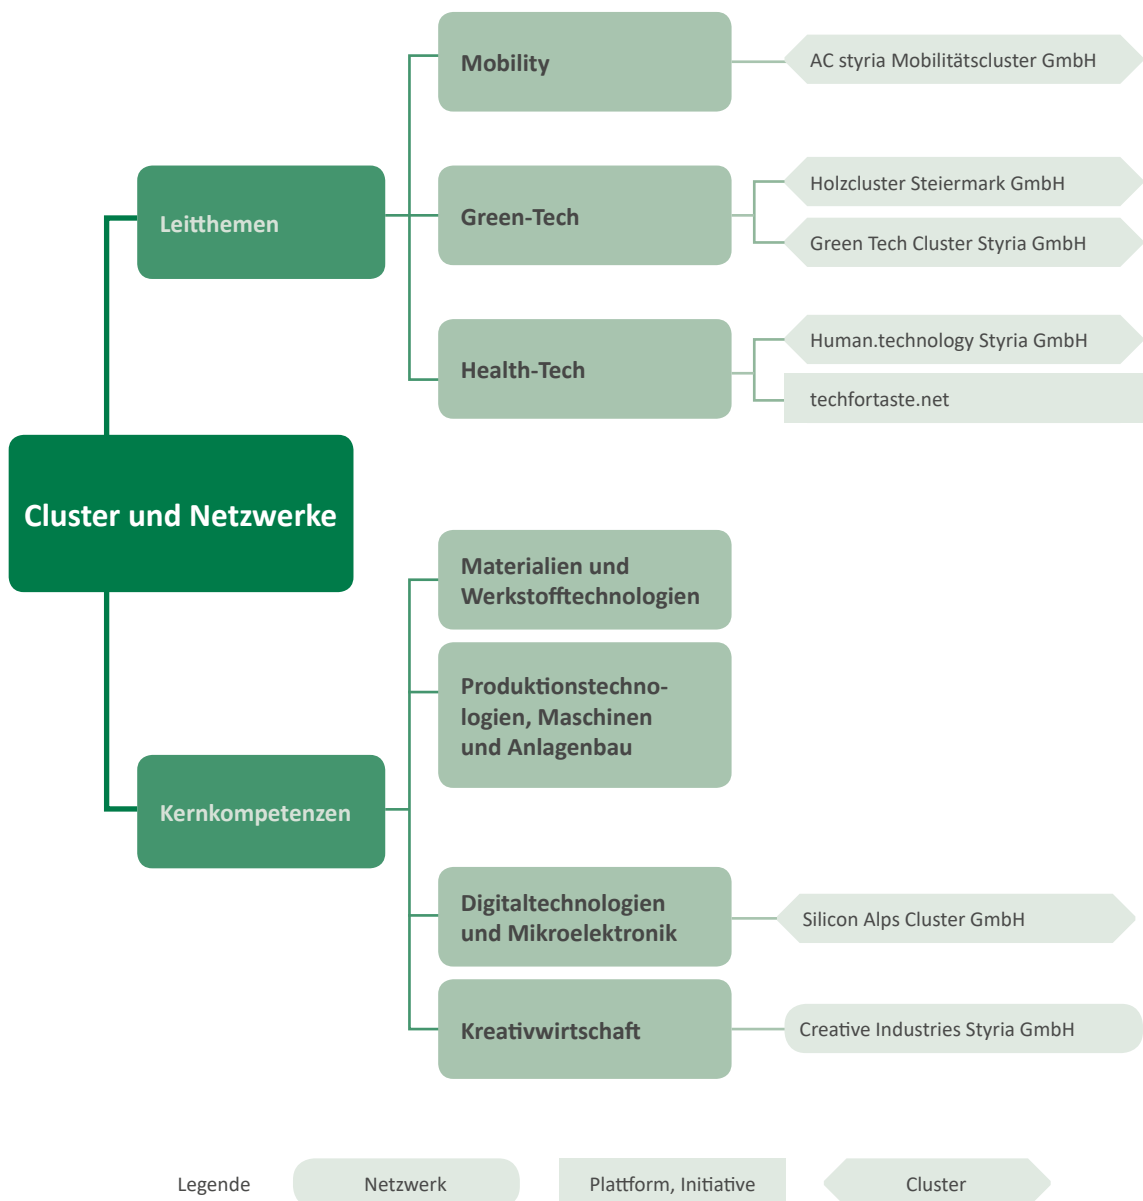 Mobility
AC styria Mobilitätscluster GmbH
Leitthemen
Green-Tech
Holzcluster Steiermark GmbH
Green Tech Cluster Styria GmbH
Health-Tech
Human.technology Styria GmbH
techfortaste.net
Cluster und Netzwerke
Materialien und
Werkstofftechnologien
Produktionstechno-
logien, Maschinen
und Anlagenbau
Kernkompetenzen
Digitaltechnologien
und Mikroelektronik
Silicon Alps Cluster GmbH
Kreativwirtschaft
Creative Industries Styria GmbH
Legende
Netzwerk
Plattform, Initiative
Cluster